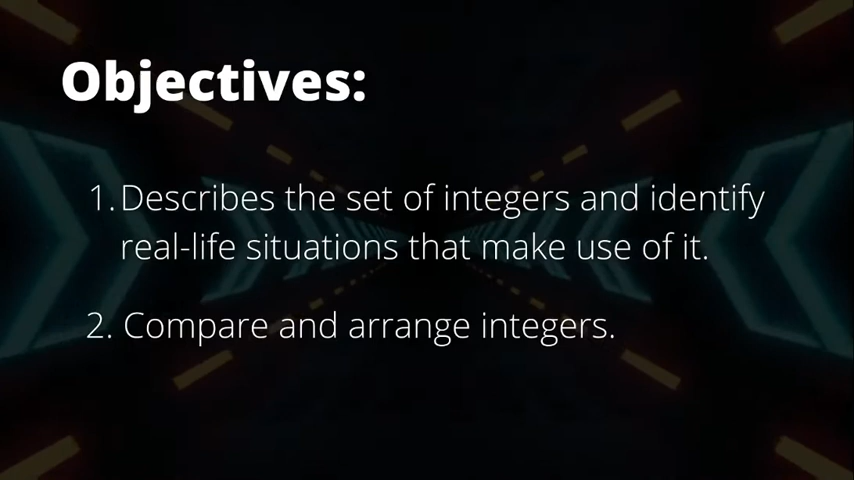 Objectives:
1. Describes the set of integers and identify
real-life situations that make use of it.
2. Compare and arrange integers.